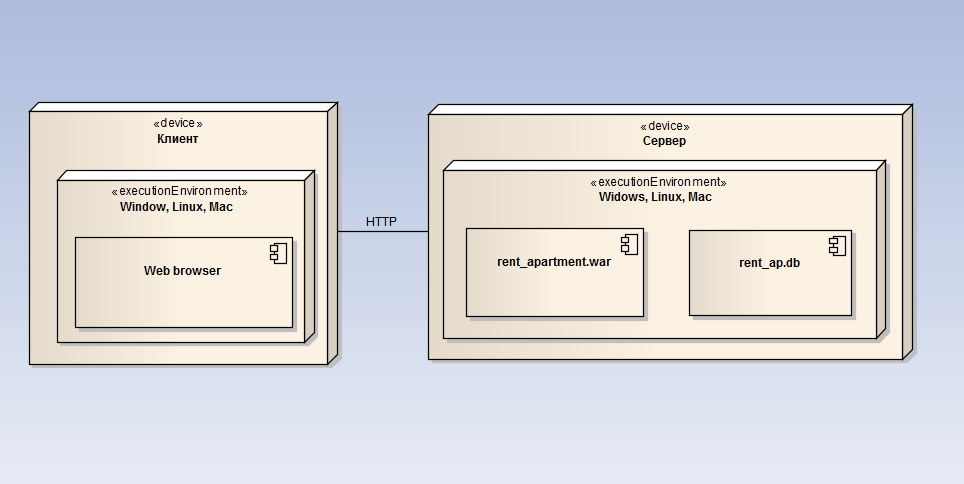 «device»
Клиент
«executionEnvironment»
Window, Linux, Mac
Web browser
HTTP
«device»
Сервер
«executionEnvironment»
Widows, Linux, Mac
rent_apartment.war
rent_ap.db